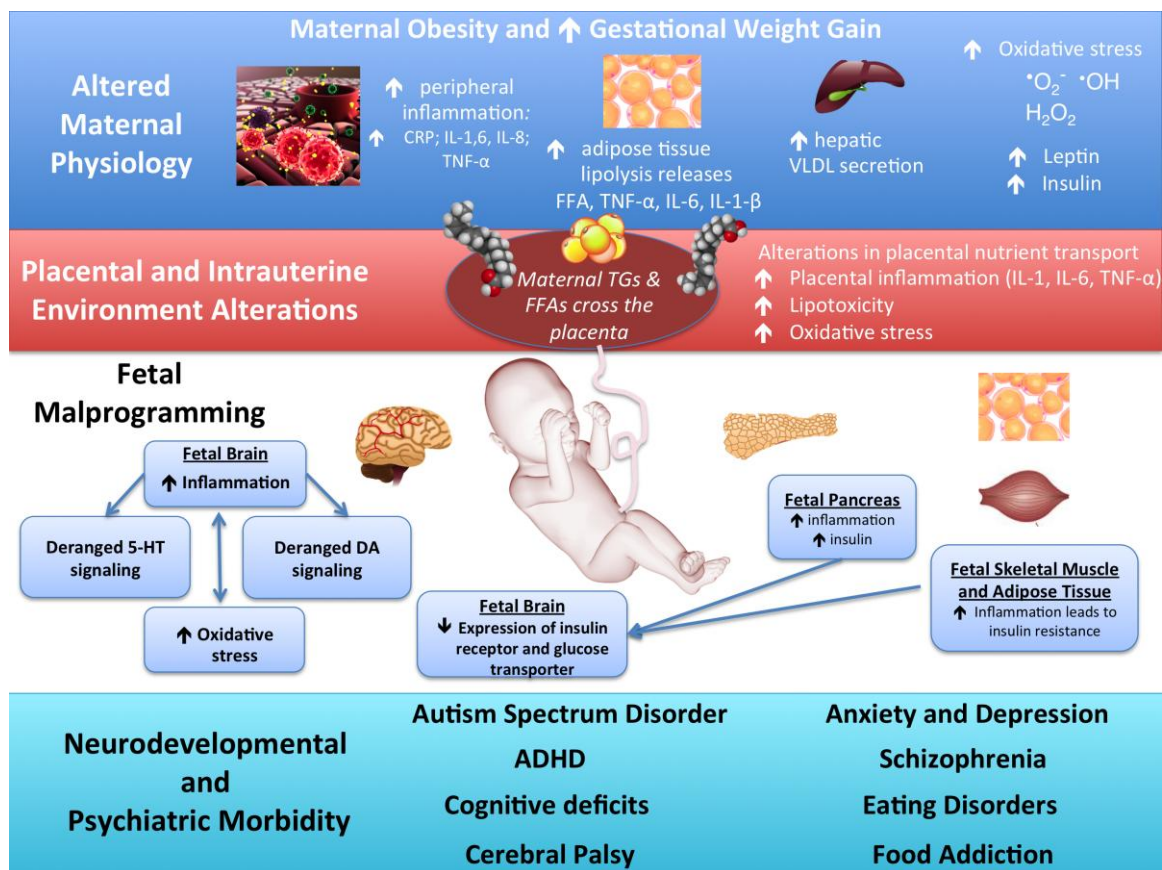 Maternal Obesity and ↑ Gestational Weight Gain
Altered
Maternal
Physiology
↑ peripheral
inflammation:
↑ CRP; IL-1,6, IL-8;
TNF-α
↑ adipose tissue
lipolysis releases
FFA, TNF-α, IL-6, IL-1-β
↑ hepatic
VLDL secretion
↑ Oxidative stress
•O₂⁻ •OH
H₂O₂
↑ Leptin
↑ Insulin
Placental and Intrauterine
Environment Alterations
Maternal TGs &
FFAs cross the
placenta
Alterations in placental nutrient transport
↑ Placental inflammation (IL-1, IL-6, TNF-α)
↑ Lipotoxicity
↑ Oxidative stress
Fetal
Malprogramming
Fetal Brain
↑ Inflammation
Deranged 5-HT
signaling
Deranged DA
signaling
↑ Oxidative
stress
Fetal Brain
↓ Expression of insulin
receptor and glucose
transporter
Fetal Pancreas
↑ inflammation
↑ insulin
Fetal Skeletal Muscle
and Adipose Tissue
↑ Inflammation leads to
insulin resistance
Neurodevelopmental
and
Psychiatric Morbidity
Autism Spectrum Disorder
ADHD
Cognitive deficits
Cerebral Palsy
Anxiety and Depression
Schizophrenia
Eating Disorders
Food Addiction